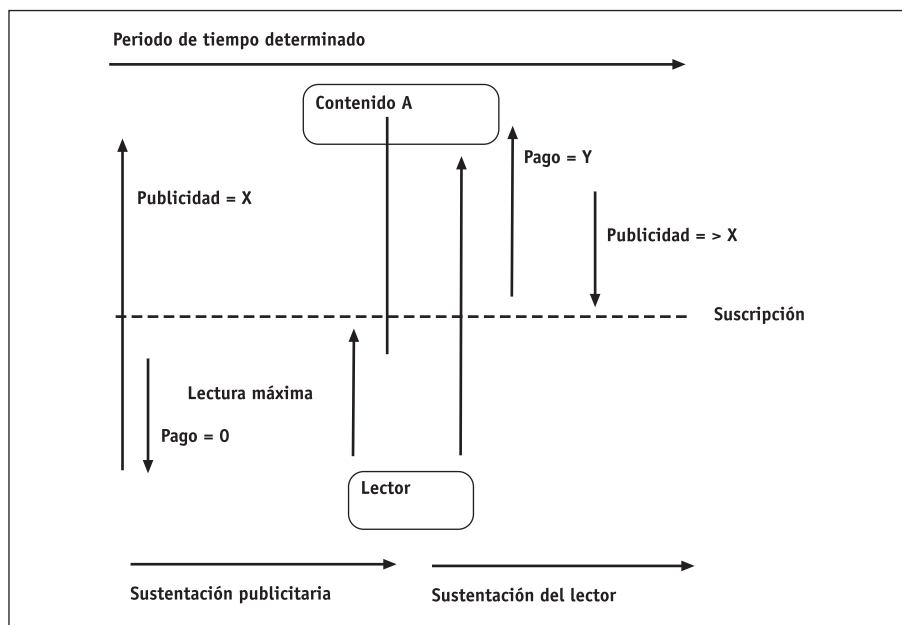 Periodo de tiempo determinado
Contenido A
Pago = Y
Publicidad = X
Publicidad = > X
Suscripción
Lectura máxima
Pago = 0
Lector
Sustentación publicitaria
Sustentación del lector